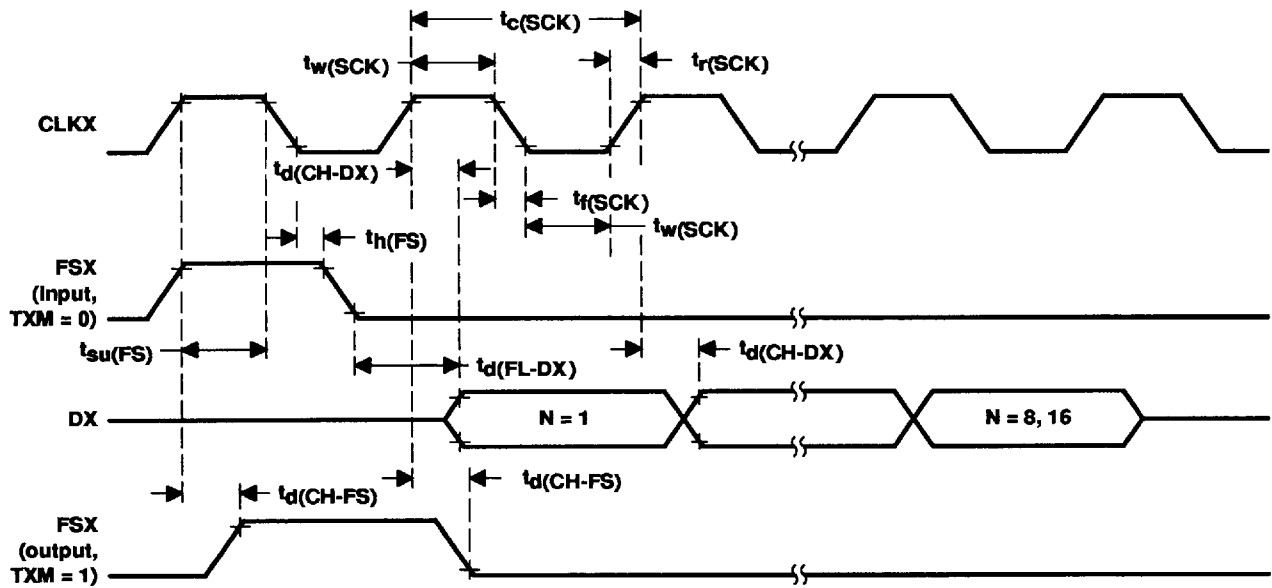 tc(SCK)
tw(SCK)
tr(SCK)
CLKX
td(CH-DX)
tf(SCK)
tw(SCK)
th(FS)
FSX
(Input,
TXM = 0)
tsu(FS)
td(FL-DX)
td(CH-DX)
DX
N = 1
N = 8, 16
td(CH-FS)
td(CH-FS)
FSX
(output,
TXM = 1)